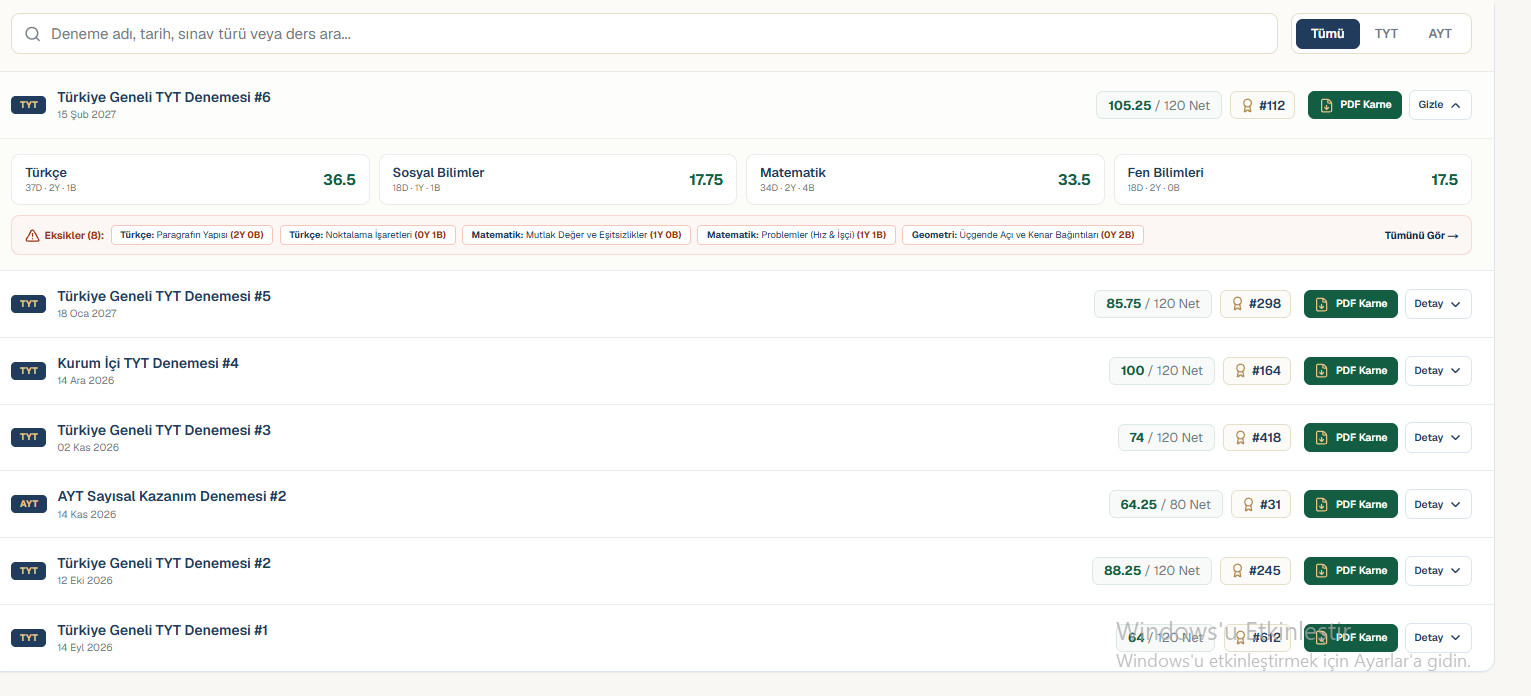 Deneme adı, tarih, sınav türü veya ders ara...
Tümü TYT AYT
TYT Türkiye Geneli TYT Denemesi #6 105.25 / 120 Net #112 PDF Karne Gizle
15 Şub 2027
Türkçe 36.5
37D · 2Y · 1B
Sosyal Bilimler 17.75
18D · 1Y · 1B
Matematik 33.5
34D · 2Y · 4B
Fen Bilimleri 17.5
18D · 2Y · 0B
Eksikler (8): Türkçe: Paragrafın Yapısı (2Y 0B) Türkçe: Noktalama İşaretleri (0Y 1B) Matematik: Mutlak Değer ve Eşitsizlikler (1Y 0B) Matematik: Problemler (Hız & İşçi) (1Y 1B) Geometri: Üçgende Açı ve Kenar Bağıntıları (0Y 2B) Tümünü Gör →
TYT Türkiye Geneli TYT Denemesi #5 85.75 / 120 Net #298 PDF Karne Detay
18 Oca 2027
TYT Kurum İçi TYT Denemesi #4 100 / 120 Net #164 PDF Karne Detay
14 Ara 2026
TYT Türkiye Geneli TYT Denemesi #3 74 / 120 Net #418 PDF Karne Detay
02 Kas 2026
AYT AYT Sayısal Kazanım Denemesi #2 64.25 / 80 Net #31 PDF Karne Detay
14 Kas 2026
TYT Türkiye Geneli TYT Denemesi #2 88.25 / 120 Net #245 PDF Karne Detay
12 Eki 2026
TYT Türkiye Geneli TYT Denemesi #1 64 / 120 Net #612 PDF Karne Detay
14 Eyl 2026
Windows'u Etkinleştir
Windows'u etkinleştirmek için Ayarlar'a gidin.